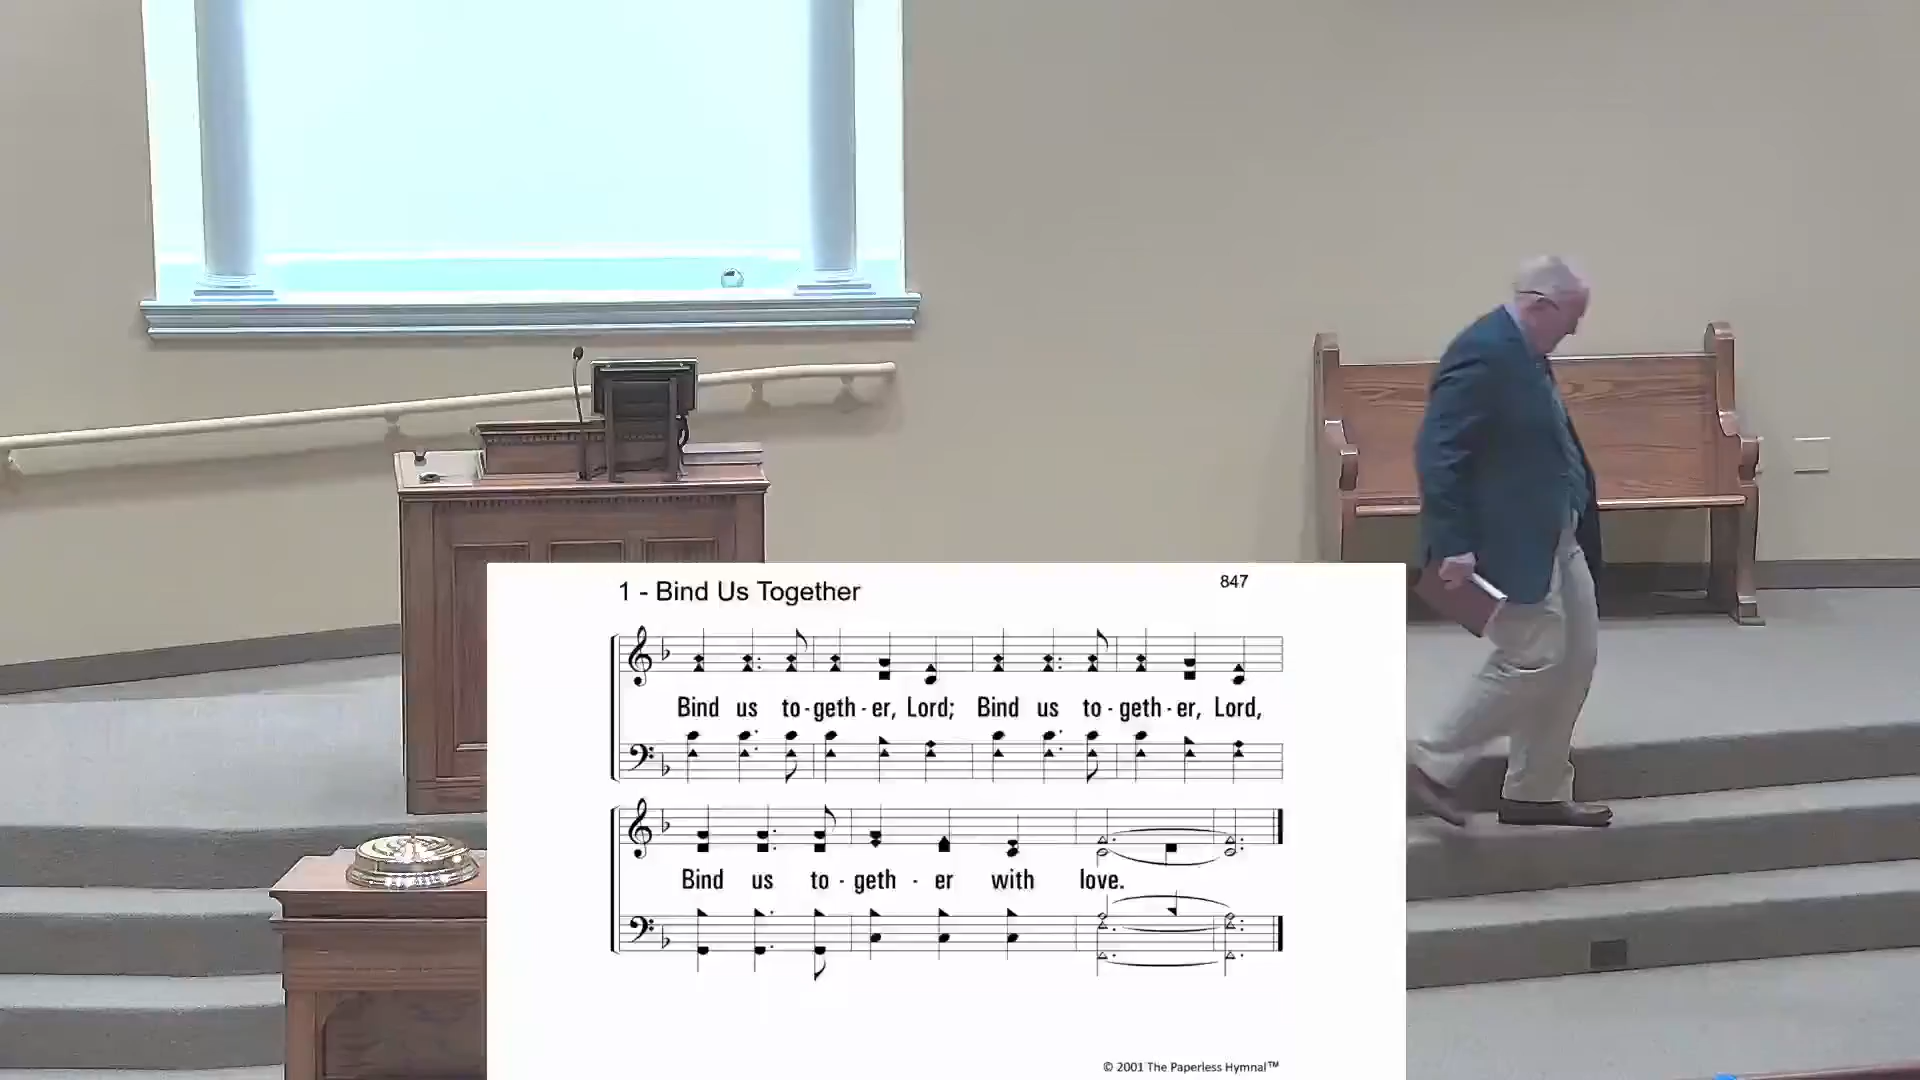 1 - Bind Us Together
847
Bind us to - geth - er, Lord; Bind us to - geth - er, Lord,
Bind us to - geth - er with love.
© 2001 The Paperless Hymnal™